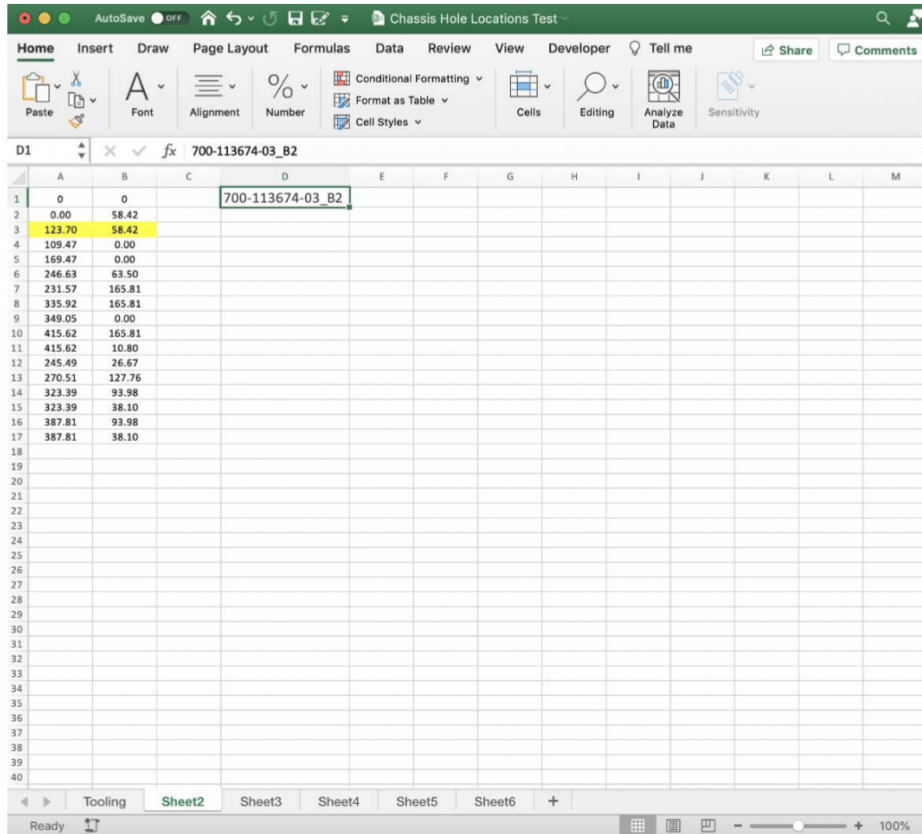 AutoSave OFF Chassis Hole Locations Test
Home Insert Draw Page Layout Formulas Data Review View Developer Tell me Share Comments
Paste Font Alignment % Number Conditional Formatting Format as Table Cell Styles Cells Editing Analyze Data Sensitivity
D1 fx 700-113674-03_B2
A B C D E F G H I J K L M
1 0 0 700-113674-03_B2
2 0.00 58.42
3 123.70 58.42
4 109.47 0.00
5 169.47 0.00
6 246.63 63.50
7 231.57 165.81
8 335.92 165.81
9 349.05 0.00
10 415.62 165.81
11 415.62 10.80
12 245.49 26.67
13 270.51 127.76
14 323.39 93.98
15 323.39 38.10
16 387.81 93.98
17 387.81 38.10
18
19
20
21
22
23
24
25
26
27
28
29
30
31
32
33
34
35
36
37
38
39
40
Tooling Sheet2 Sheet3 Sheet4 Sheet5 Sheet6 +
Ready - + 100%